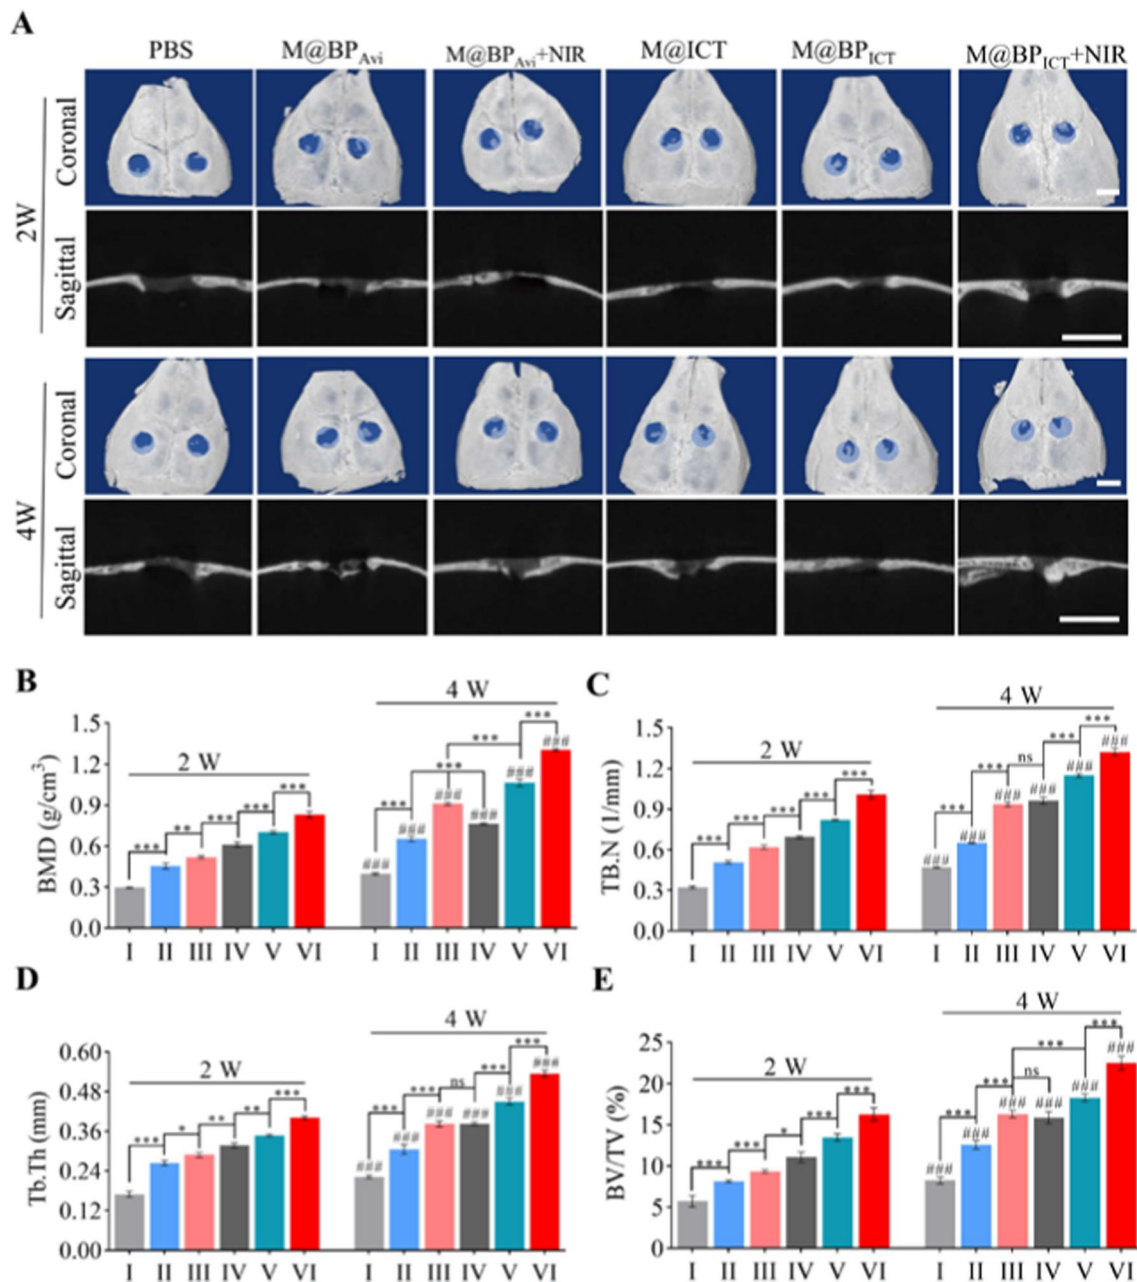 A
PBS M@BPAvi M@BPAvi+NIR M@ICT M@BPICT M@BPICT+NIR
2W
Coronal
Sagittal
4W
Coronal
Sagittal
B
4 W
2 W
*** ** *** *** ***
*** *** *** ***
### ### ### ### ### ###
BMD (g/cm³)
1.5
1.2
0.9
0.6
0.3
0.0
I II III IV V VI I II III IV V VI
C
4 W
2 W
*** *** *** *** ***
*** *** ns *** ***
### ### ### ### ### ###
TB.N (1/mm)
1.5
1.2
0.9
0.6
0.3
0.0
I II III IV V VI I II III IV V VI
D
4 W
2 W
*** * ** ** ***
*** *** ns *** ***
### ### ### ### ### ###
Tb.Th (mm)
0.60
0.48
0.36
0.24
0.12
0.00
I II III IV V VI I II III IV V VI
E
4 W
2 W
*** *** * *** ***
*** *** ns *** ***
### ### ### ### ### ###
BV/TV (%)
25
20
15
10
5
0
I II III IV V VI I II III IV V VI